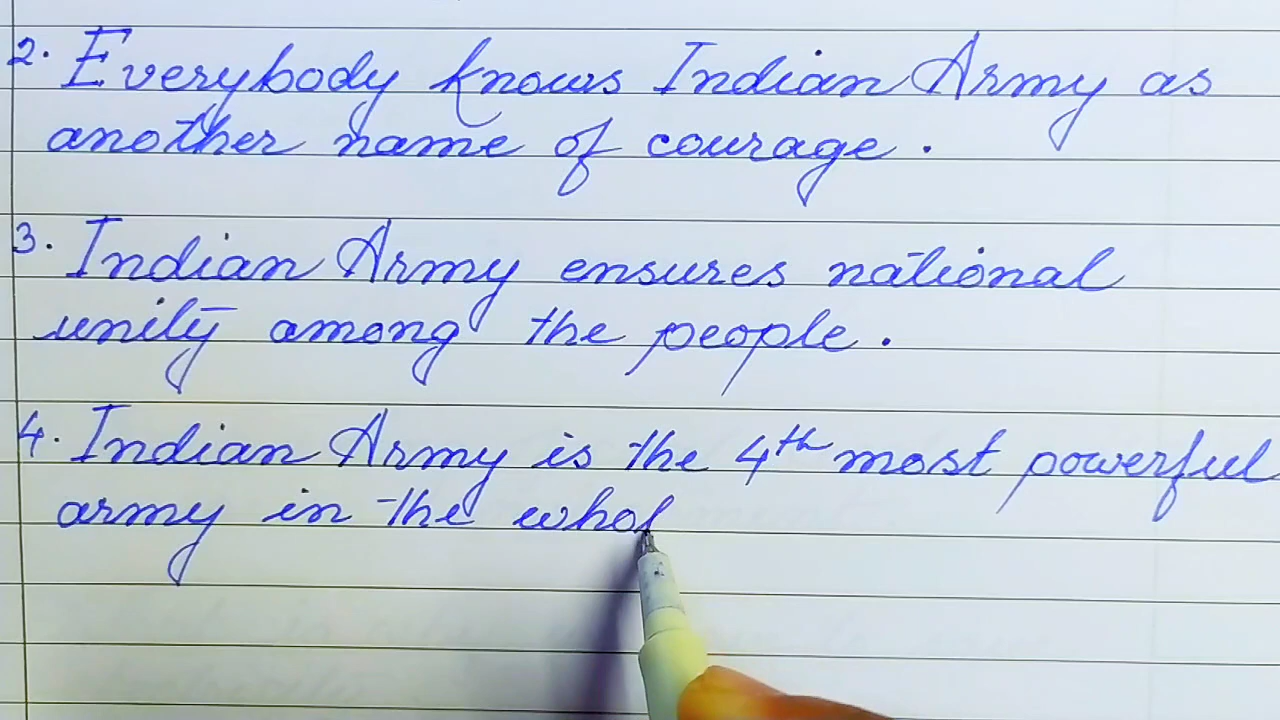 2. Everybody knows Indian Army as
another name of courage.
3. Indian Army ensures national
unity among the people.
4. Indian Army is the 4th most powerful
army in the whol